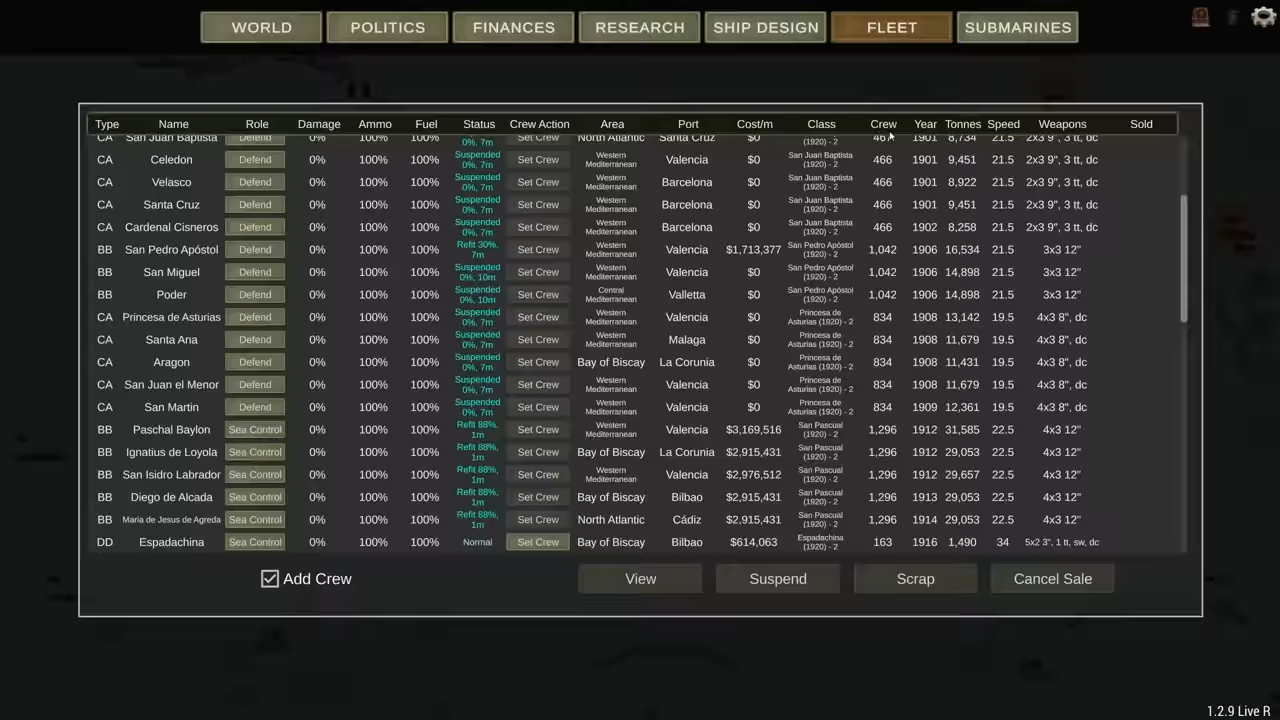 WORLD POLITICS FINANCES RESEARCH SHIP DESIGN FLEET SUBMARINES
Type Name Role Damage Ammo Fuel Status Crew Action Area Port Cost/m Class Crew Year Tonnes Speed Weapons Sold
CA San Juan Baptista Defend 0% 100% 100% 0%, 7m Set Crew North Atlantic Santa Cruz $0 (1920) - 2 467 1901 8,734 21.5 2x3 9", 3 tt, dc
CA Celedon Defend 0% 100% 100% Suspended 0%, 7m Set Crew Western Mediterranean Valencia $0 San Juan Baptista (1920) - 2 466 1901 9,451 21.5 2x3 9", 3 tt, dc
CA Velasco Defend 0% 100% 100% Suspended 0%, 7m Set Crew Western Mediterranean Barcelona $0 San Juan Baptista (1920) - 2 466 1901 8,922 21.5 2x3 9", 3 tt, dc
CA Santa Cruz Defend 0% 100% 100% Suspended 0%, 7m Set Crew Western Mediterranean Barcelona $0 San Juan Baptista (1920) - 2 466 1901 9,451 21.5 2x3 9", 3 tt, dc
CA Cardenal Cisneros Defend 0% 100% 100% Suspended 0%, 7m Set Crew Western Mediterranean Barcelona $0 San Juan Baptista (1920) - 2 466 1902 8,258 21.5 2x3 9", 3 tt, dc
BB San Pedro Apóstol Defend 0% 100% 100% Refit 30%, 7m Set Crew Western Mediterranean Valencia $1,713,377 San Pedro Apóstol (1920) - 2 1,042 1906 16,534 21.5 3x3 12"
BB San Miguel Defend 0% 100% 100% Suspended 0%, 10m Set Crew Western Mediterranean Valencia $0 San Pedro Apóstol (1920) - 2 1,042 1906 14,898 21.5 3x3 12"
BB Poder Defend 0% 100% 100% Suspended 0%, 10m Set Crew Central Mediterranean Valletta $0 San Pedro Apóstol (1920) - 2 1,042 1906 14,898 21.5 3x3 12"
CA Princesa de Asturias Defend 0% 100% 100% Suspended 0%, 7m Set Crew Western Mediterranean Valencia $0 Princesa de Asturias (1920) - 2 834 1908 13,142 19.5 4x3 8", dc
CA Santa Ana Defend 0% 100% 100% Suspended 0%, 7m Set Crew Western Mediterranean Malaga $0 Princesa de Asturias (1920) - 2 834 1908 11,679 19.5 4x3 8", dc
CA Aragon Defend 0% 100% 100% Suspended 0%, 7m Set Crew Bay of Biscay La Corunia $0 Princesa de Asturias (1920) - 2 834 1908 11,431 19.5 4x3 8", dc
CA San Juan el Menor Defend 0% 100% 100% Suspended 0%, 7m Set Crew Western Mediterranean Valencia $0 Princesa de Asturias (1920) - 2 834 1908 11,679 19.5 4x3 8", dc
CA San Martin Defend 0% 100% 100% Suspended 0%, 7m Set Crew Western Mediterranean Valencia $0 Princesa de Asturias (1920) - 2 834 1909 12,361 19.5 4x3 8", dc
BB Paschal Baylon Sea Control 0% 100% 100% Refit 88%, 1m Set Crew Western Mediterranean Valencia $3,169,516 San Pascual (1920) - 2 1,296 1912 31,585 22.5 4x3 12"
BB Ignatius de Loyola Sea Control 0% 100% 100% Refit 88%, 1m Set Crew Bay of Biscay La Corunia $2,915,431 San Pascual (1920) - 2 1,296 1912 29,053 22.5 4x3 12"
BB San Isidro Labrador Sea Control 0% 100% 100% Refit 88%, 1m Set Crew Western Mediterranean Valencia $2,976,512 San Pascual (1920) - 2 1,296 1912 29,657 22.5 4x3 12"
BB Diego de Alcada Sea Control 0% 100% 100% Refit 88%, 1m Set Crew Bay of Biscay Bilbao $2,915,431 San Pascual (1920) - 2 1,296 1913 29,053 22.5 4x3 12"
BB Maria de Jesus de Agreda Sea Control 0% 100% 100% Refit 88%, 1m Set Crew North Atlantic Cádiz $2,915,431 San Pascual (1920) - 2 1,296 1914 29,053 22.5 4x3 12"
DD Espadachina Sea Control 0% 100% 100% Normal Set Crew Bay of Biscay Bilbao $614,063 Espadachina (1920) - 2 163 1916 1,490 34 5x2 3", 1 tt, sw, dc
Add Crew View Suspend Scrap Cancel Sale
1.2.9 Live R